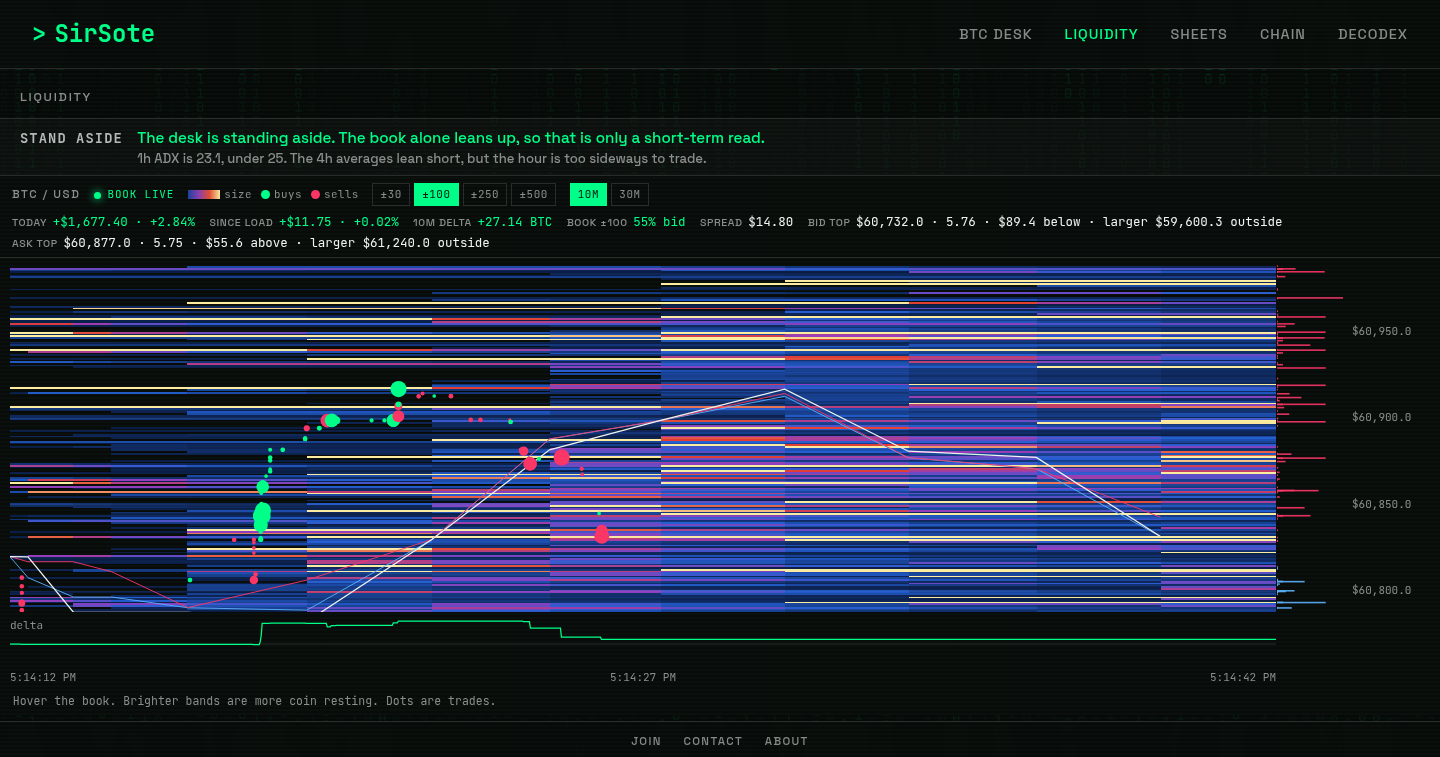 > SirSote
BTC DESK LIQUIDITY SHEETS CHAIN DECODEX
LIQUIDITY
STAND ASIDE The desk is standing aside. The book alone leans up, so that is only a short-term read.
1h ADX is 23.1, under 25. The 4h averages lean short, but the hour is too sideways to trade.
BTC / USD BOOK LIVE size buys sells ±30 ±100 ±250 ±500 10M 30M
TODAY +$1,677.40 · +2.84% SINCE LOAD +$11.75 · +0.02% 10M DELTA +27.14 BTC BOOK ±100 55% bid SPREAD $14.80 BID TOP $60,732.0 · 5.76 · $89.4 below · larger $59,600.3 outside
ASK TOP $60,877.0 · 5.75 · $55.6 above · larger $61,240.0 outside
$60,950.0
$60,900.0
$60,850.0
$60,800.0
delta
5:14:12 PM 5:14:27 PM 5:14:42 PM
Hover the book. Brighter bands are more coin resting. Dots are trades.
JOIN CONTACT ABOUT